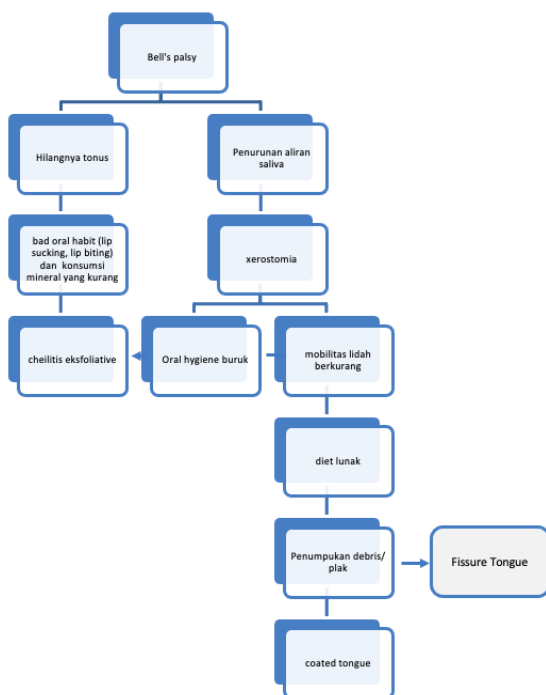 Bell's palsy
Hilangnya tonus
Penurunan aliran
saliva
bad oral habit (lip
sucking, lip biting)
dan konsumsi
mineral yang kurang
xerostomia
cheilitis eksfoliative
Oral hygiene buruk
mobilitas lidah
berkurang
diet lunak
Penumpukan debris/
plak
Fissure Tongue
coated tongue